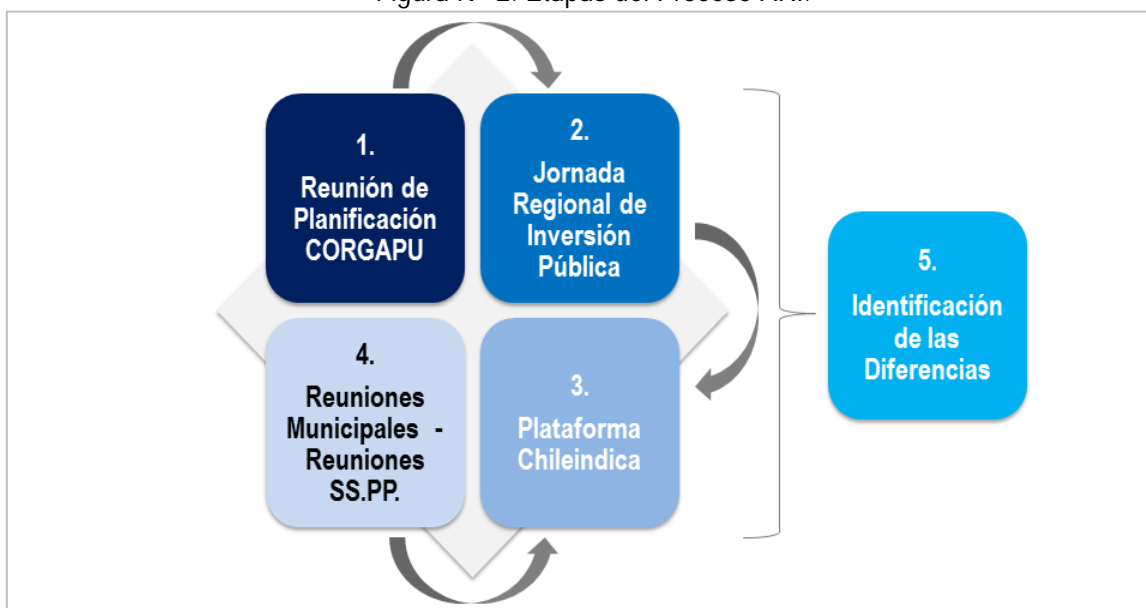 1.
Reunión de
Planificación
CORGAPU
2.
Jornada
Regional de
Inversión
Pública
4.
Reuniones
Municipales -
Reuniones
SS.PP.
3.
Plataforma
Chileindica
5.
Identificación
de las
Diferencias